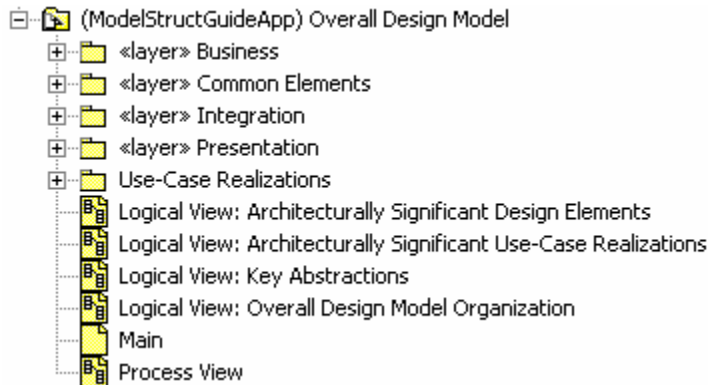 (ModelStructGuideApp) Overall Design Model
«layer» Business
«layer» Common Elements
«layer» Integration
«layer» Presentation
Use-Case Realizations
Logical View: Architecturally Significant Design Elements
Logical View: Architecturally Significant Use-Case Realizations
Logical View: Key Abstractions
Logical View: Overall Design Model Organization
Main
Process View